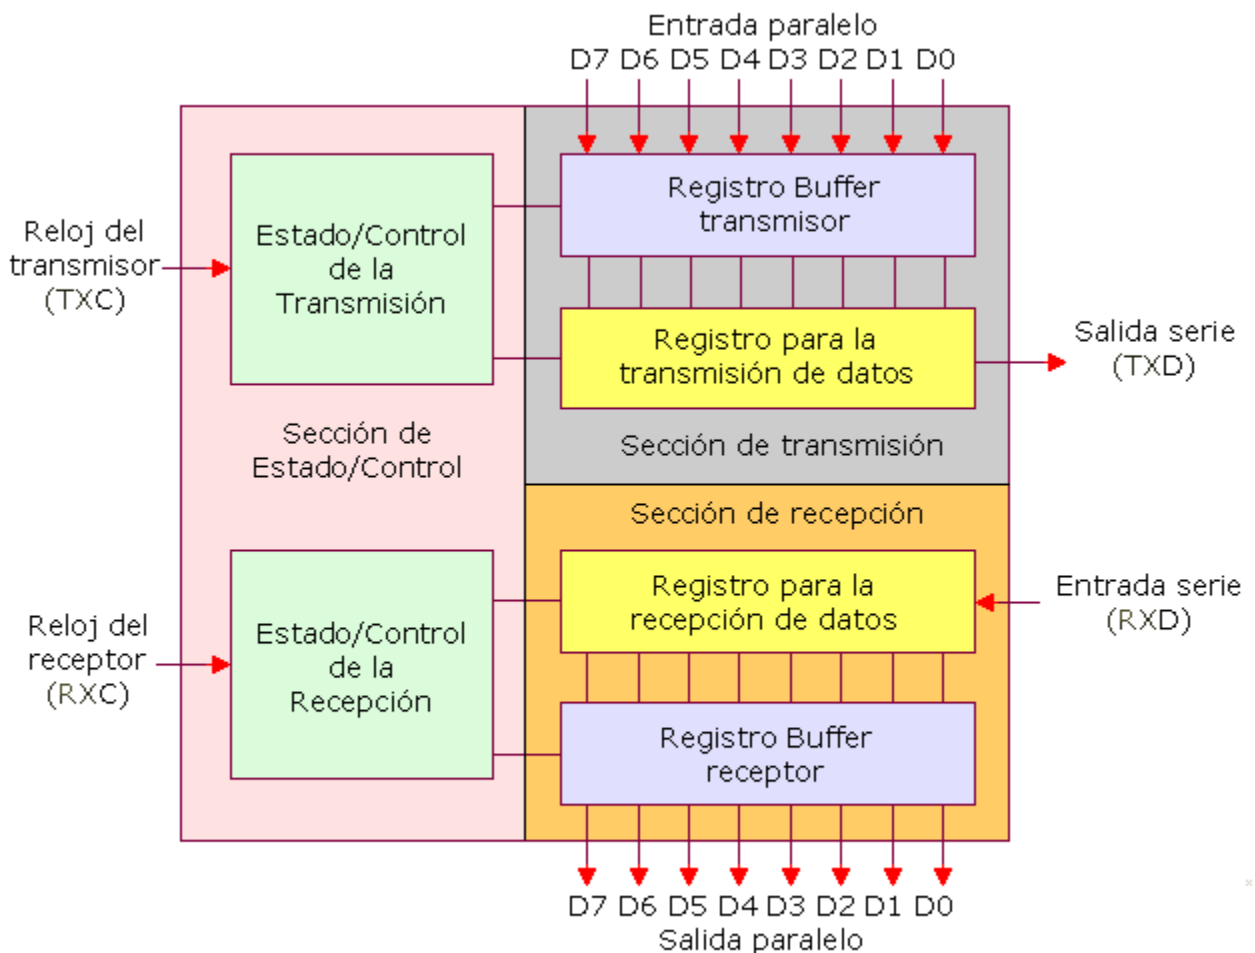 Entrada paralelo
D7 D6 D5 D4 D3 D2 D1 D0
Reloj del
transmisor
(TXC)
Estado/Control
de la
Transmisión
Registro Buffer
transmisor
Registro para la
transmisión de datos
Salida serie
(TXD)
Sección de
Estado/Control
Sección de transmisión
Sección de recepción
Reloj del
receptor
(RXC)
Estado/Control
de la
Recepción
Registro para la
recepción de datos
Entrada serie
(RXD)
Registro Buffer
receptor
D7 D6 D5 D4 D3 D2 D1 D0
Salida paralelo